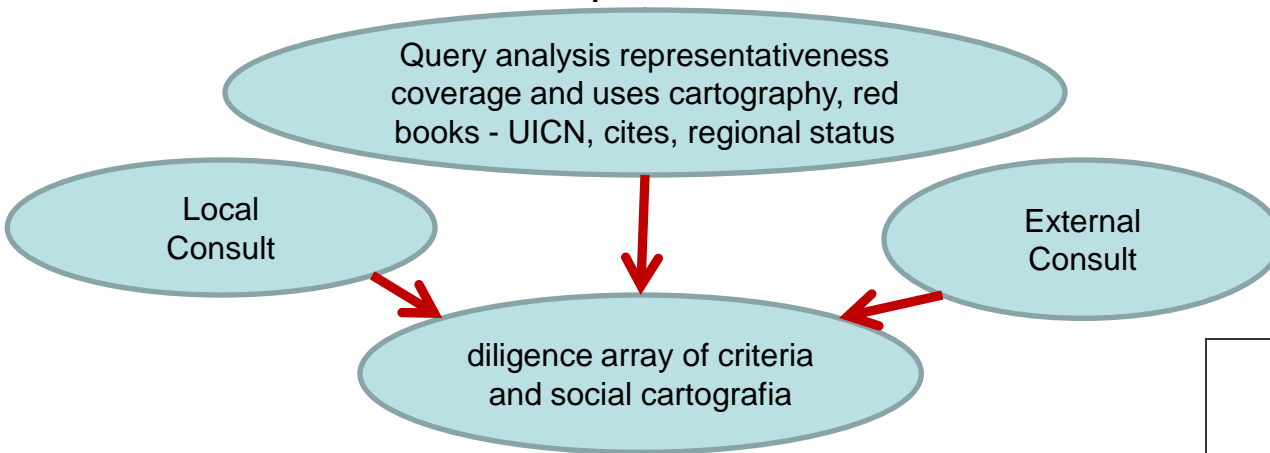 Query analysis representativeness
coverage and uses cartography, red
books - UICN, cites, regional status
Local
Consult
External
Consult
diligence array of criteria
and social cartografia